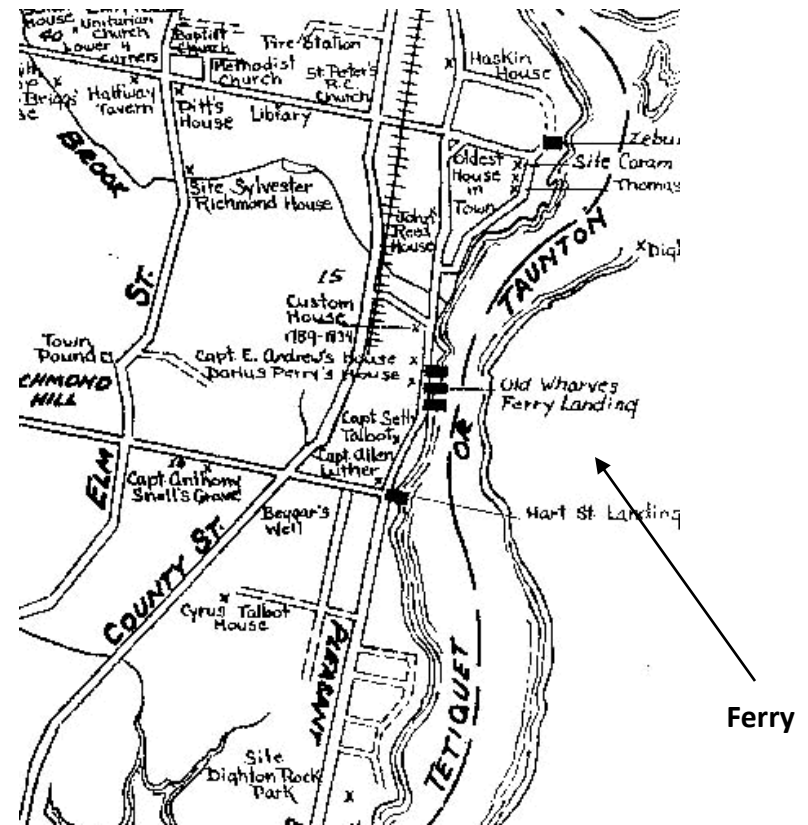 House
40 Unitarian
Church
Lower 4
Corners
Baptist
Church
Fire Station
Methodist
Church
St. Peter's
R.C.
Church
Haskin
House
Briggs'
Halfway
Tavern
Pitt's
House
Library
BROOK
Oldest
House
in
Town
Site Caram
Thomas
Site Sylvester
Richmond House
John
Reed
House
TAUNTON
ST.
15
Custom
House
1789-1834
Town
Pound
Capt. E. Andrew's House
Darius Perry's House
HILL
Old Wharves
Ferry Landing
OR
Capt. Seth
Talbot
Capt. Allen
Luther
ELM
Capt. Anthony
Snell's Grave
Beggar's
Well
Hart St. Landing
COUNTY ST.
Cyrus Talbot
House
PLEASANT
TETIQUET
Ferry
Site
Dighton Rock
Park